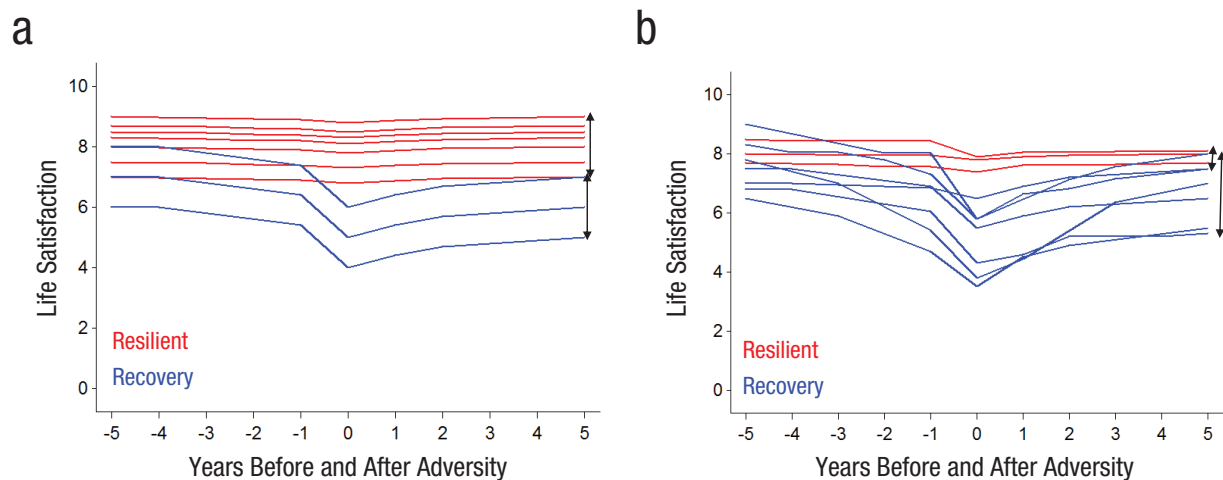 a
10
8
6
4
2
0
Life Satisfaction
Resilient
Recovery
-5 -4 -3 -2 -1 0 1 2 3 4 5
Years Before and After Adversity
b
10
8
6
4
2
0
Life Satisfaction
Resilient
Recovery
-5 -4 -3 -2 -1 0 1 2 3 4 5
Years Before and After Adversity